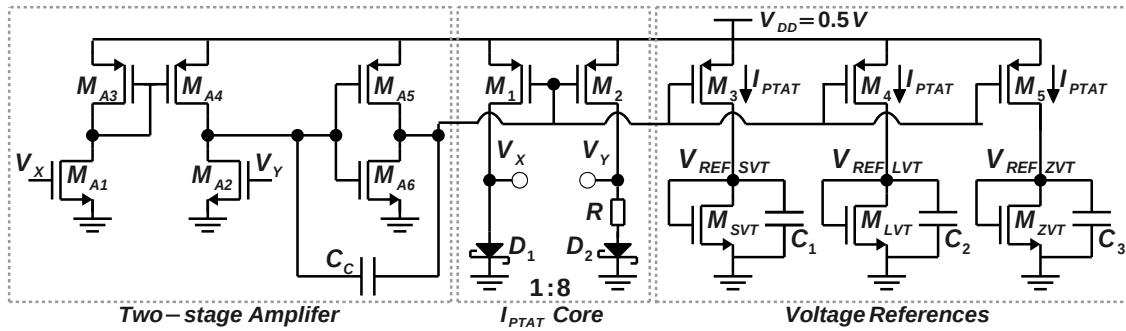 V_DD=0.5V
M_A3
M_A4
M_A5
M_1
M_2
M_3
I_PTAT
M_4
I_PTAT
M_5
I_PTAT
V_X
M_A1
M_A2
V_Y
M_A6
V_X
V_Y
V_REF_SVT
V_REF_LVT
V_REF_ZVT
R
M_SVT
C_1
M_LVT
C_2
M_ZVT
C_3
D_1
D_2
C_C
1:8
Two-stage Amplifer
I_PTAT Core
Voltage References